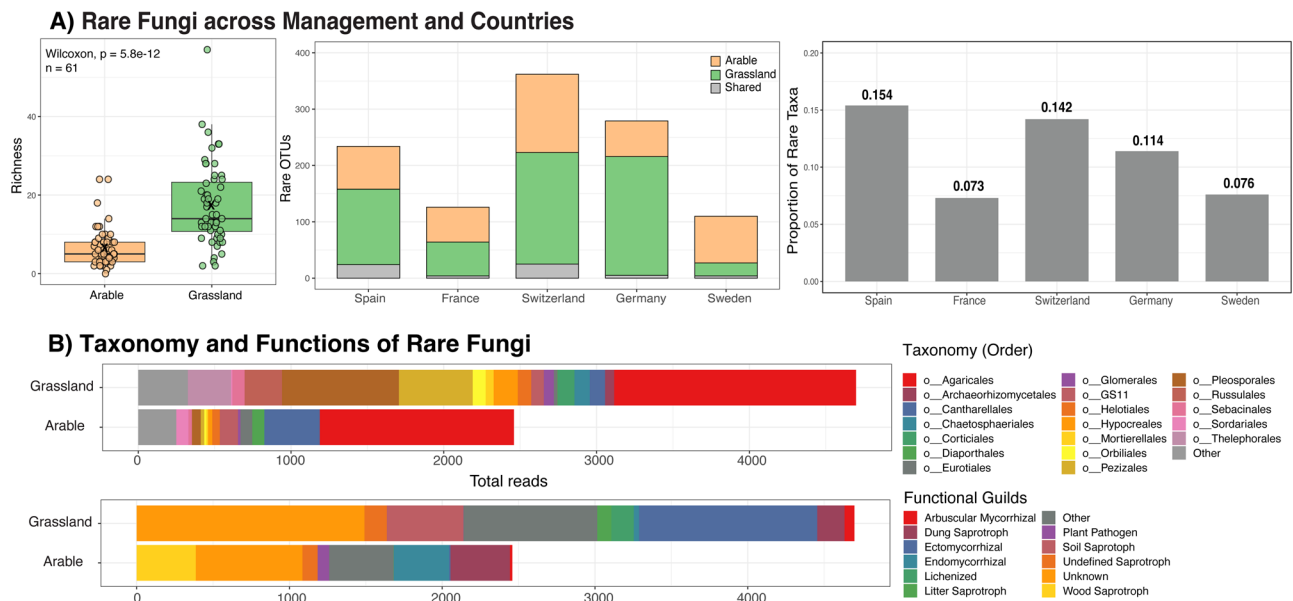 A) Rare Fungi across Management and Countries
Wilcoxon, p = 5.8e-12
n = 61
Richness
40
20
0
Arable
Grassland
Rare OTUs
400
300
200
100
0
Arable
Grassland
Shared
Spain
France
Switzerland
Germany
Sweden
Proportion of Rare Taxa
0.20
0.15
0.10
0.05
0.00
0.154
0.073
0.142
0.114
0.076
Spain
France
Switzerland
Germany
Sweden
B) Taxonomy and Functions of Rare Fungi
Grassland
Arable
0
1000
2000
3000
4000
Total reads
Grassland
Arable
0
1000
2000
3000
4000
Taxonomy (Order)
o__Agaricales
o__Archaeorhizomycetales
o__Cantharellales
o__Chaetosphaeriales
o__Corticiales
o__Diaporthales
o__Eurotiales
o__Glomerales
o__GS11
o__Helotiales
o__Hypocreales
o__Mortierellales
o__Orbiliales
o__Pezizales
o__Pleosporales
o__Russulales
o__Sebacinales
o__Sordariales
o__Thelephorales
Other
Functional Guilds
Arbuscular Mycorrhizal
Dung Saprotroph
Ectomycorrhizal
Endomycorrhizal
Lichenized
Litter Saprotroph
Other
Plant Pathogen
Soil Saprotoph
Undefined Saprotroph
Unknown
Wood Saprotroph